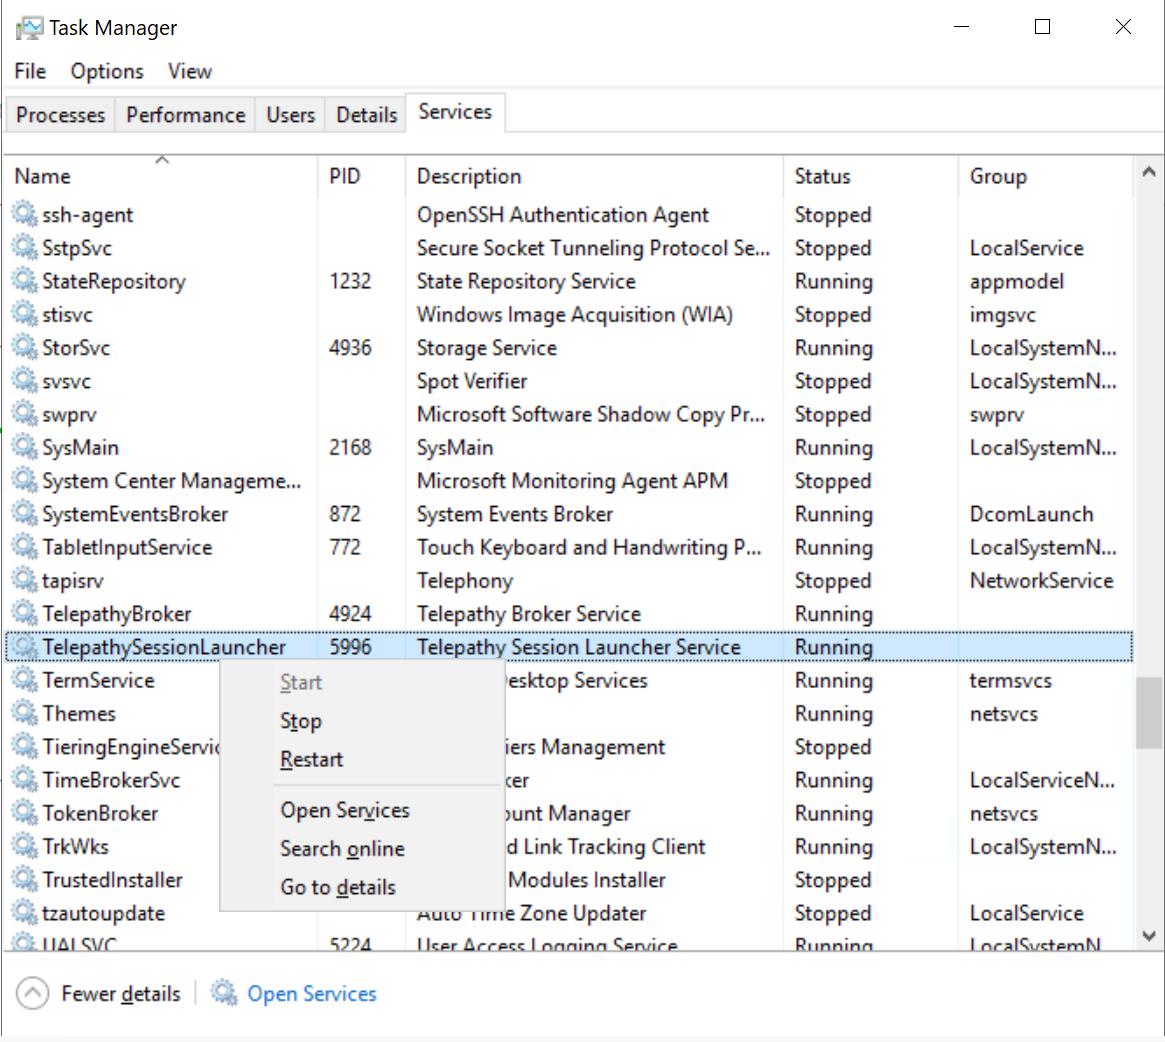 Task Manager
File Options View
Processes Performance Users Details Services
Name PID Description Status Group
ssh-agent OpenSSH Authentication Agent Stopped
SstpSvc Secure Socket Tunneling Protocol Se... Stopped LocalService
StateRepository 1232 State Repository Service Running appmodel
stisvc Windows Image Acquisition (WIA) Stopped imgsvc
StorSvc 4936 Storage Service Running LocalSystemN...
svsvc Spot Verifier Stopped LocalSystemN...
swprv Microsoft Software Shadow Copy Pr... Stopped swprv
SysMain 2168 SysMain Running LocalSystemN...
System Center Manageme... Microsoft Monitoring Agent APM Stopped
SystemEventsBroker 872 System Events Broker Running DcomLaunch
TabletInputService 772 Touch Keyboard and Handwriting P... Running LocalSystemN...
tapisrv Telephony Stopped NetworkService
TelepathyBroker 4924 Telepathy Broker Service Running
TelepathySessionLauncher 5996 Telepathy Session Launcher Service Running
TermService Start esktop Services Running termsvcs
Themes Stop Running netsvcs
TieringEngineServic iers Management Stopped
Restart
TimeBrokerSvc ker Running LocalServiceN...
TokenBroker Open Services ount Manager Running netsvcs
TrkWks Search online d Link Tracking Client Running LocalSystemN...
TrustedInstaller Go to details Modules Installer Stopped
tzautoupdate Auto Time Zone Updater Stopped LocalService
UALSVC 5224 User Access Logging Service Running LocalSystemN
Fewer details Open Services